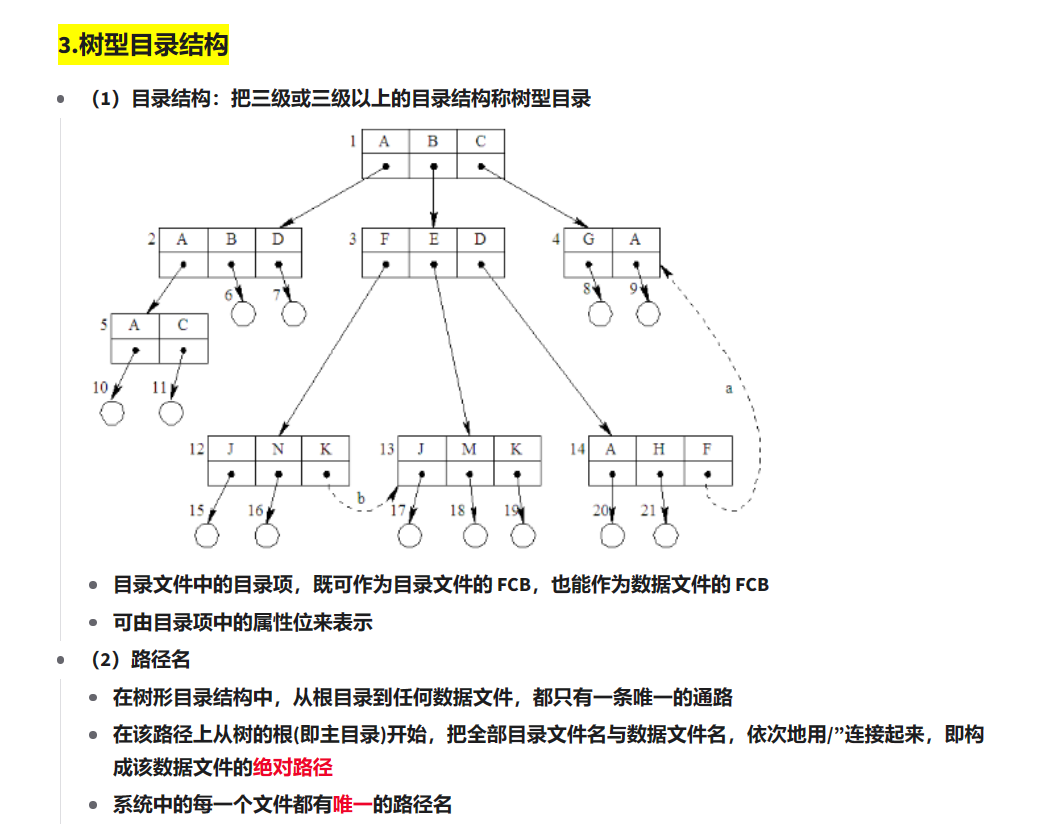 3.树型目录结构
（1）目录结构：把三级或三级以上的目录结构称树型目录
1 A B C
2 A B D 3 F E D 4 G A
6 7 8 9
5 A C
10 11 a
12 J N K 13 J M K 14 A H F
b
15 16 17 18 19 20 21
目录文件中的目录项，既可作为目录文件的 FCB，也能作为数据文件的 FCB
可由目录项中的属性位来表示
（2）路径名
在树形目录结构中，从根目录到任何数据文件，都只有一条唯一的通路
在该路径上从树的根(即主目录)开始，把全部目录文件名与数据文件名，依次地用/”连接起来，即构
成该数据文件的绝对路径
系统中的每一个文件都有唯一的路径名